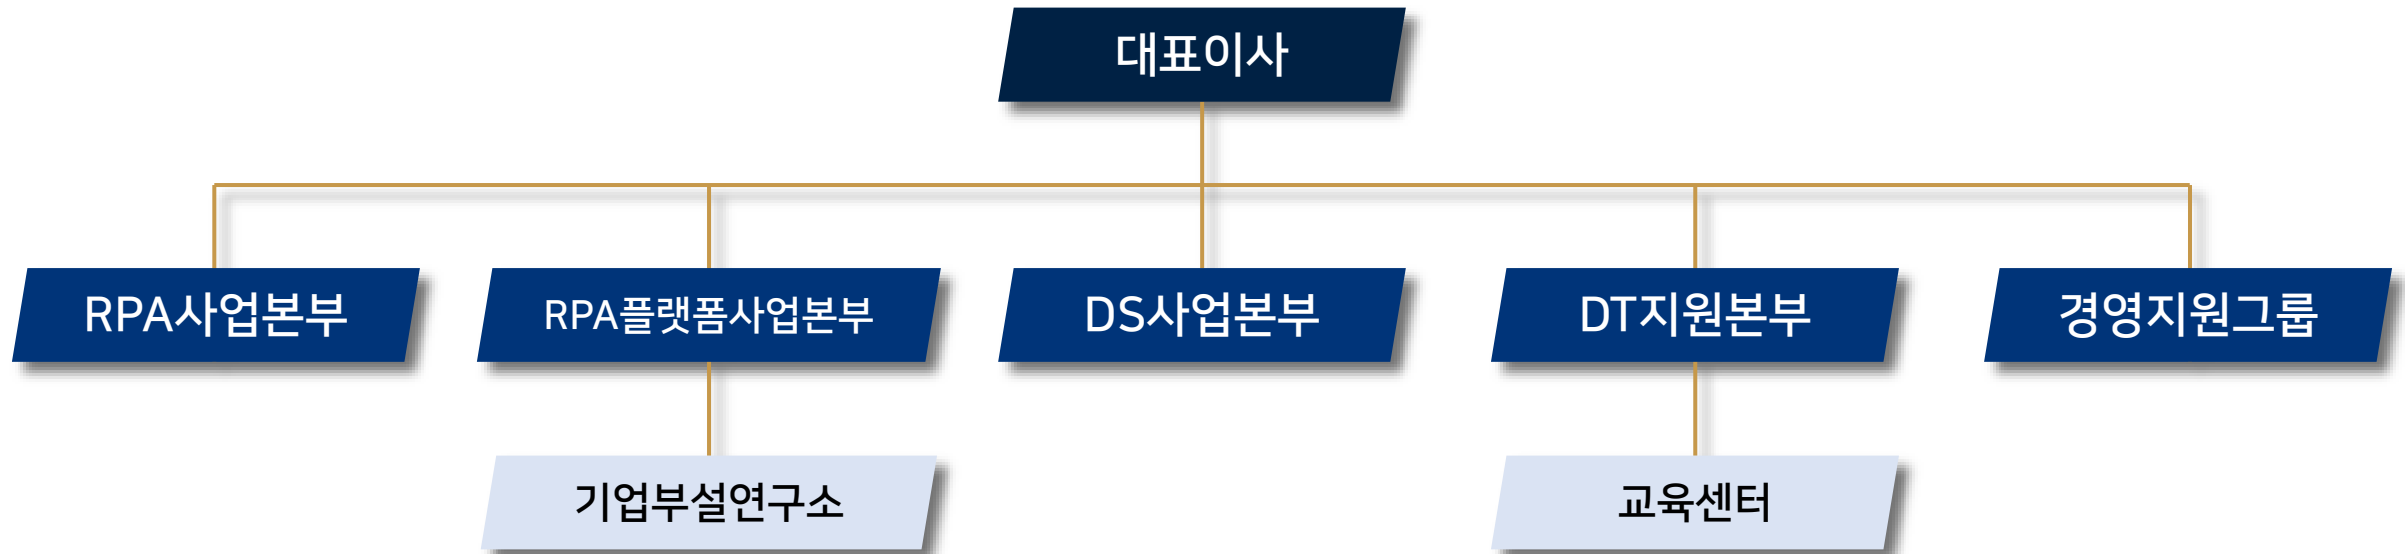 대표이사
RPA사업본부
RPA플랫폼사업본부
DS사업본부
DT지원본부
경영지원그룹
기업부설연구소
교육센터